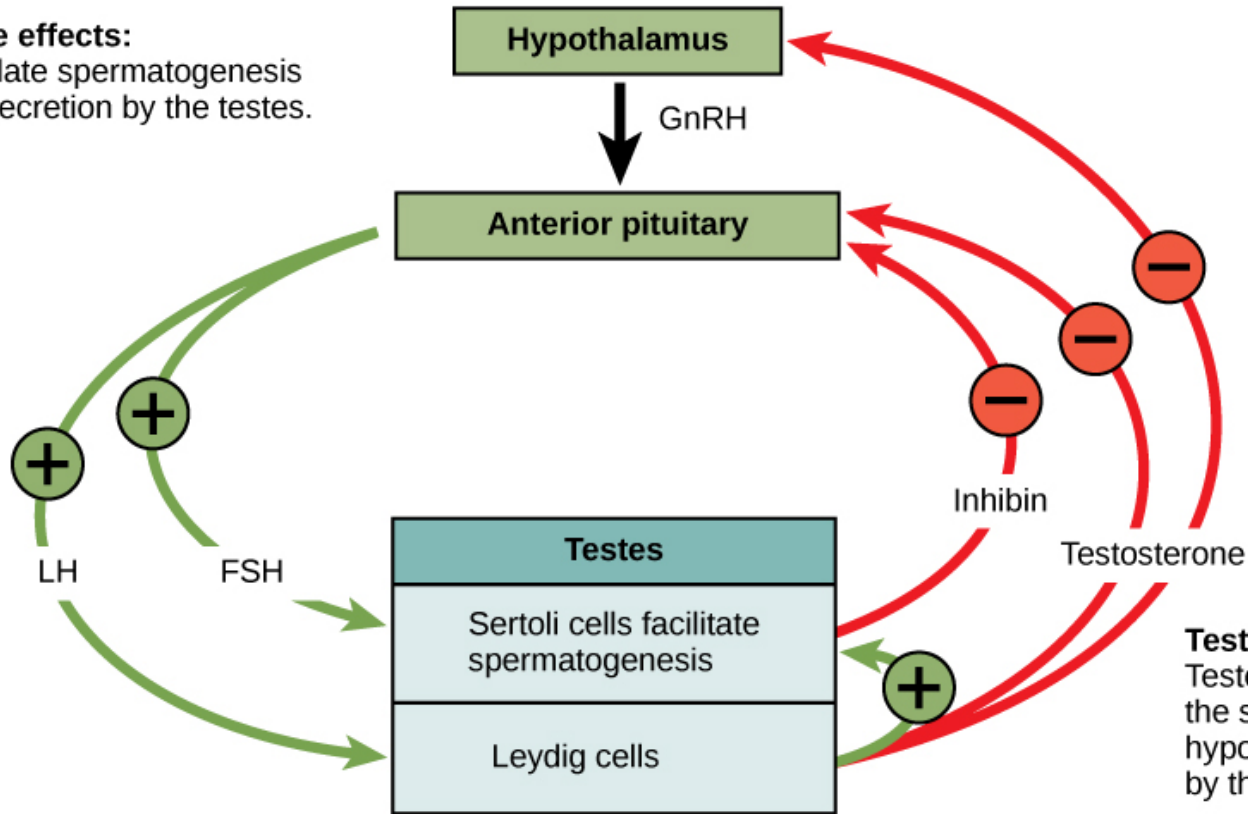 e effects:
late spermatogenesis
ecretion by the testes.
Hypothalamus
GnRH
Anterior pituitary
+
+
−
−
−
Inhibin
LH
FSH
Testosterone
Testes
Sertoli cells facilitate
spermatogenesis
+
Leydig cells
Test
Teste
the s
hypo
by th